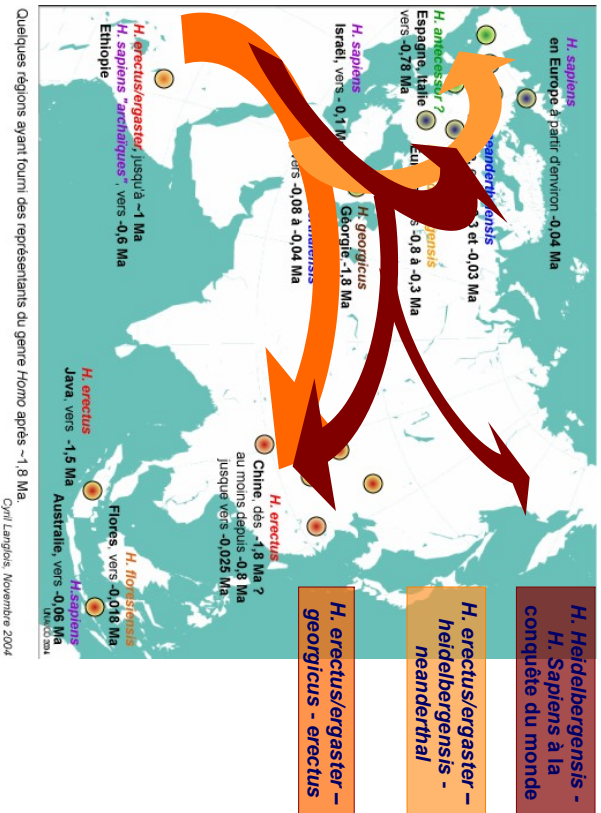 H. sapiens
en Europe à partir d'environ -0,04 Ma
H. Heidelbergensis -
H. Sapiens à la
conquête du monde
neanderthalensis
3 et -0,03 Ma
H. antecessor ?
Espagne, Italie
vers -0,78 Ma
gensis
-0,8 à -0,3 Ma
H. erectus/ergaster –
heidelbergensis -
neanderthal
H. sapiens
Israël, vers - 0,1 M
H. georgicus
Géorgie,-1,8 Ma
vers -0,08 à -0,04 Ma
H. erectus/ergaster –
georgicus - erectus
H. erectus
Chine, dès -1,8 Ma ?
au moins depuis -0,8 Ma
jusque vers -0,025 Ma
H. erectus/ergaster, jusqu'à ~1 Ma
H. sapiens "archaïques", vers -0,6 Ma
Ethiopie
H. erectus
Java, vers -1,5 Ma
H. floresiensis
Flores, vers -0,018 Ma
H.sapiens
Australie, vers -0,06 Ma
Quelques régions ayant fourni des représentants du genre Homo après ~1,8 Ma.
Cyril Langlois, Novembre 2004